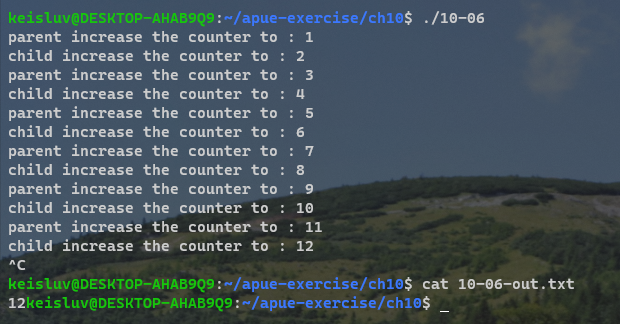 keisluv@DESKTOP-AHAB9Q9:~/apue-exercise/ch10$ ./10-06
parent increase the counter to : 1
child increase the counter to : 2
parent increase the counter to : 3
child increase the counter to : 4
parent increase the counter to : 5
child increase the counter to : 6
parent increase the counter to : 7
child increase the counter to : 8
parent increase the counter to : 9
child increase the counter to : 10
parent increase the counter to : 11
child increase the counter to : 12
^C
keisluv@DESKTOP-AHAB9Q9:~/apue-exercise/ch10$ cat 10-06-out.txt
12keisluv@DESKTOP-AHAB9Q9:~/apue-exercise/ch10$ _